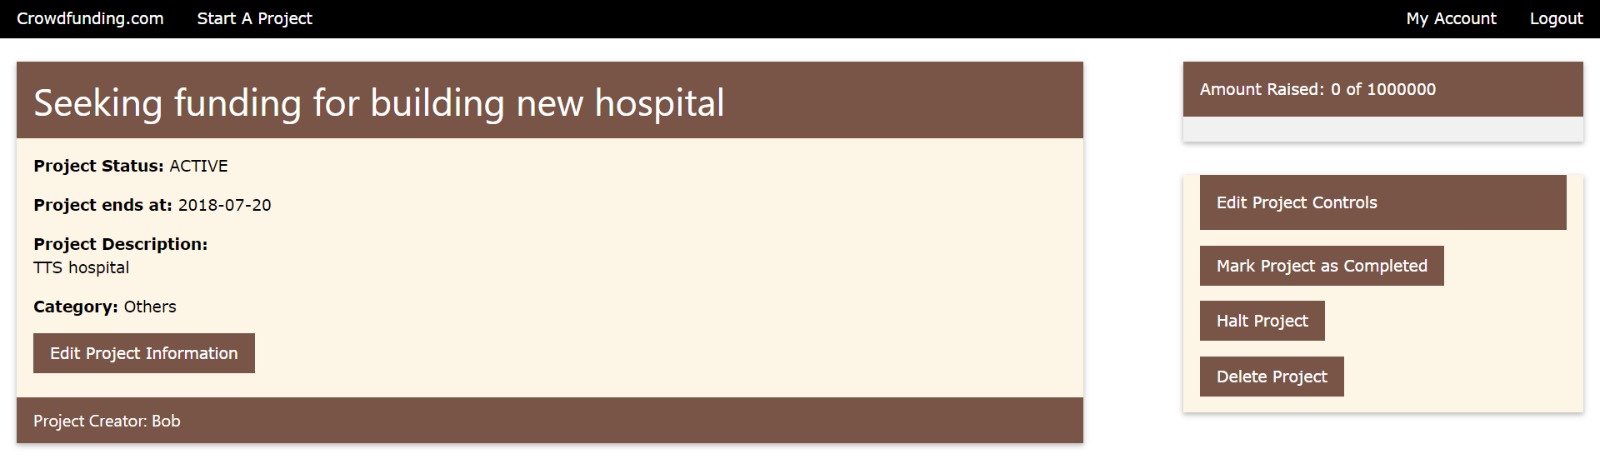 Crowdfunding.com Start A Project My Account Logout
Seeking funding for building new hospital
Project Status: ACTIVE
Project ends at: 2018-07-20
Project Description:
TTS hospital
Category: Others
Edit Project Information
Project Creator: Bob
Amount Raised: 0 of 1000000
Edit Project Controls
Mark Project as Completed
Halt Project
Delete Project